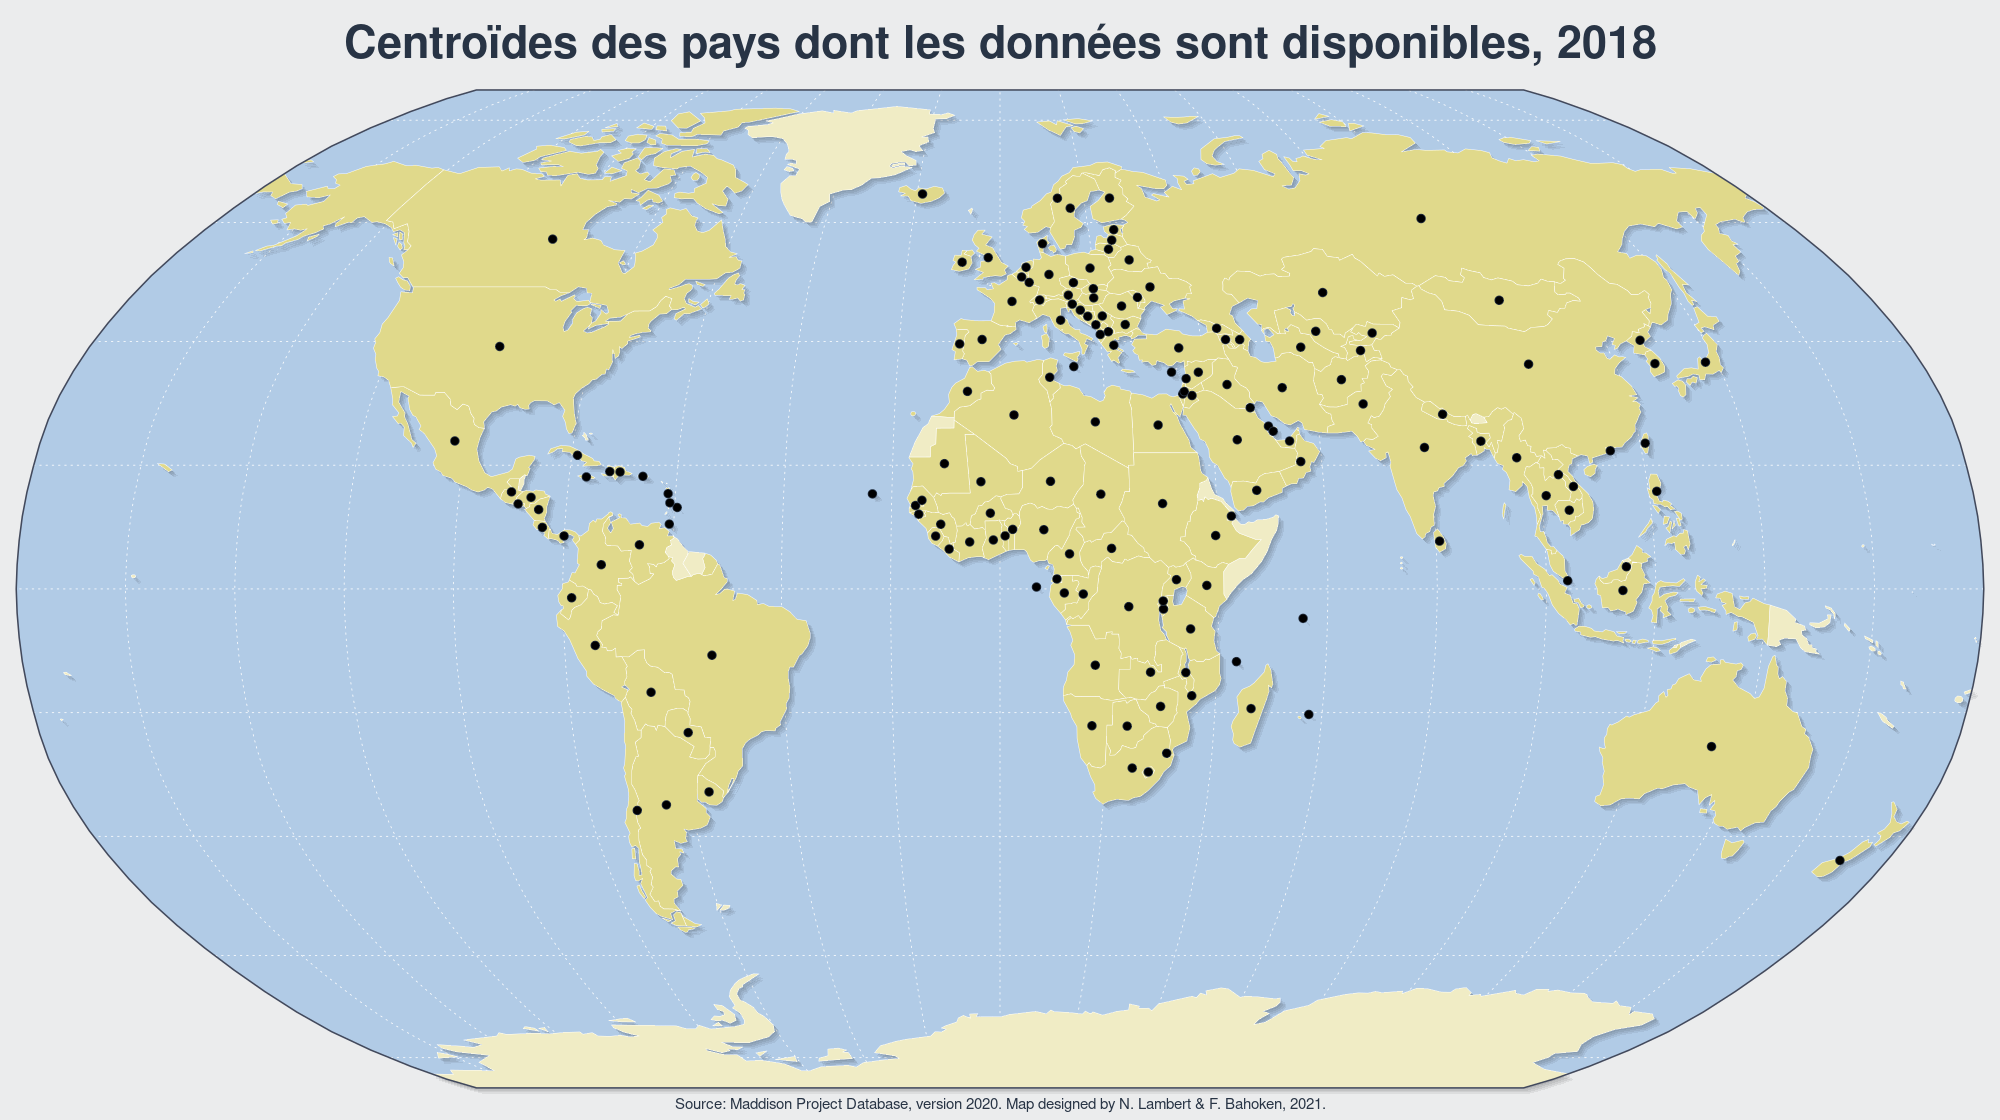 Centroïdes des pays dont les données sont disponibles, 2018
Source: Maddison Project Database, version 2020. Map designed by N. Lambert & F. Bahoken, 2021.